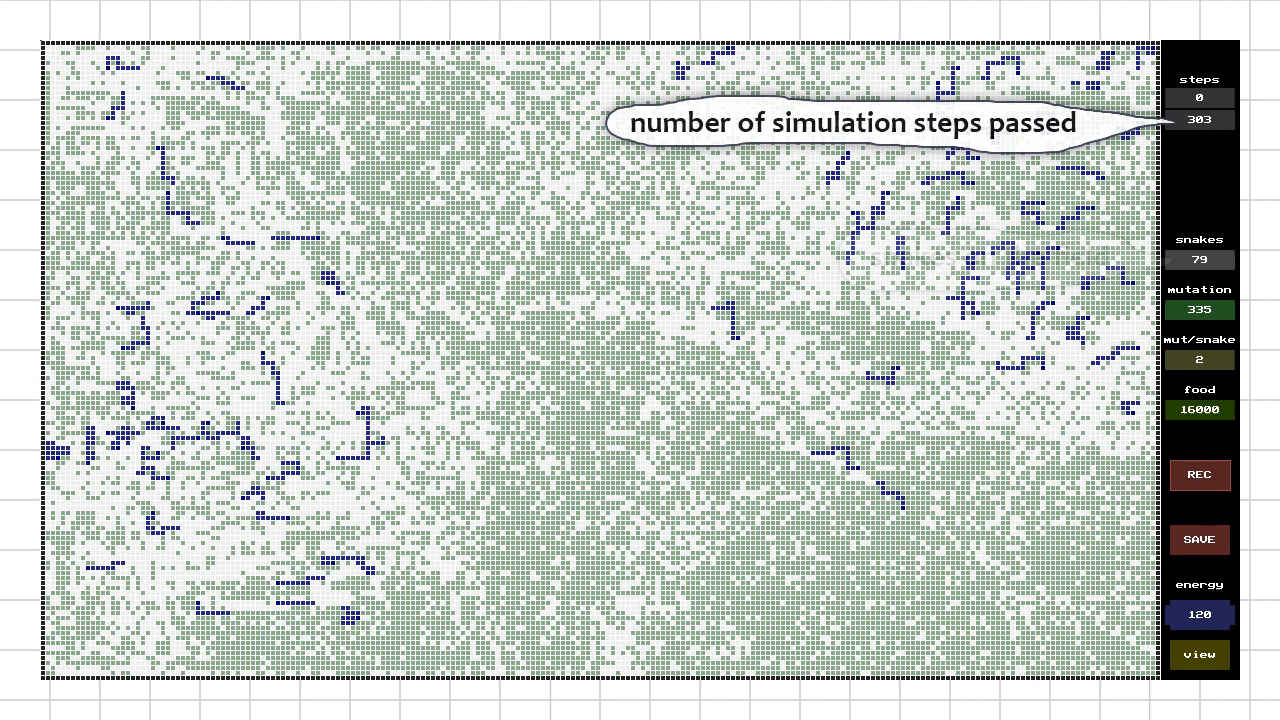 number of simulation steps passed
steps
0
303
snakes
79
mutation
335
mut/snake
2
food
16000
REC
SAVE
energy
120
view